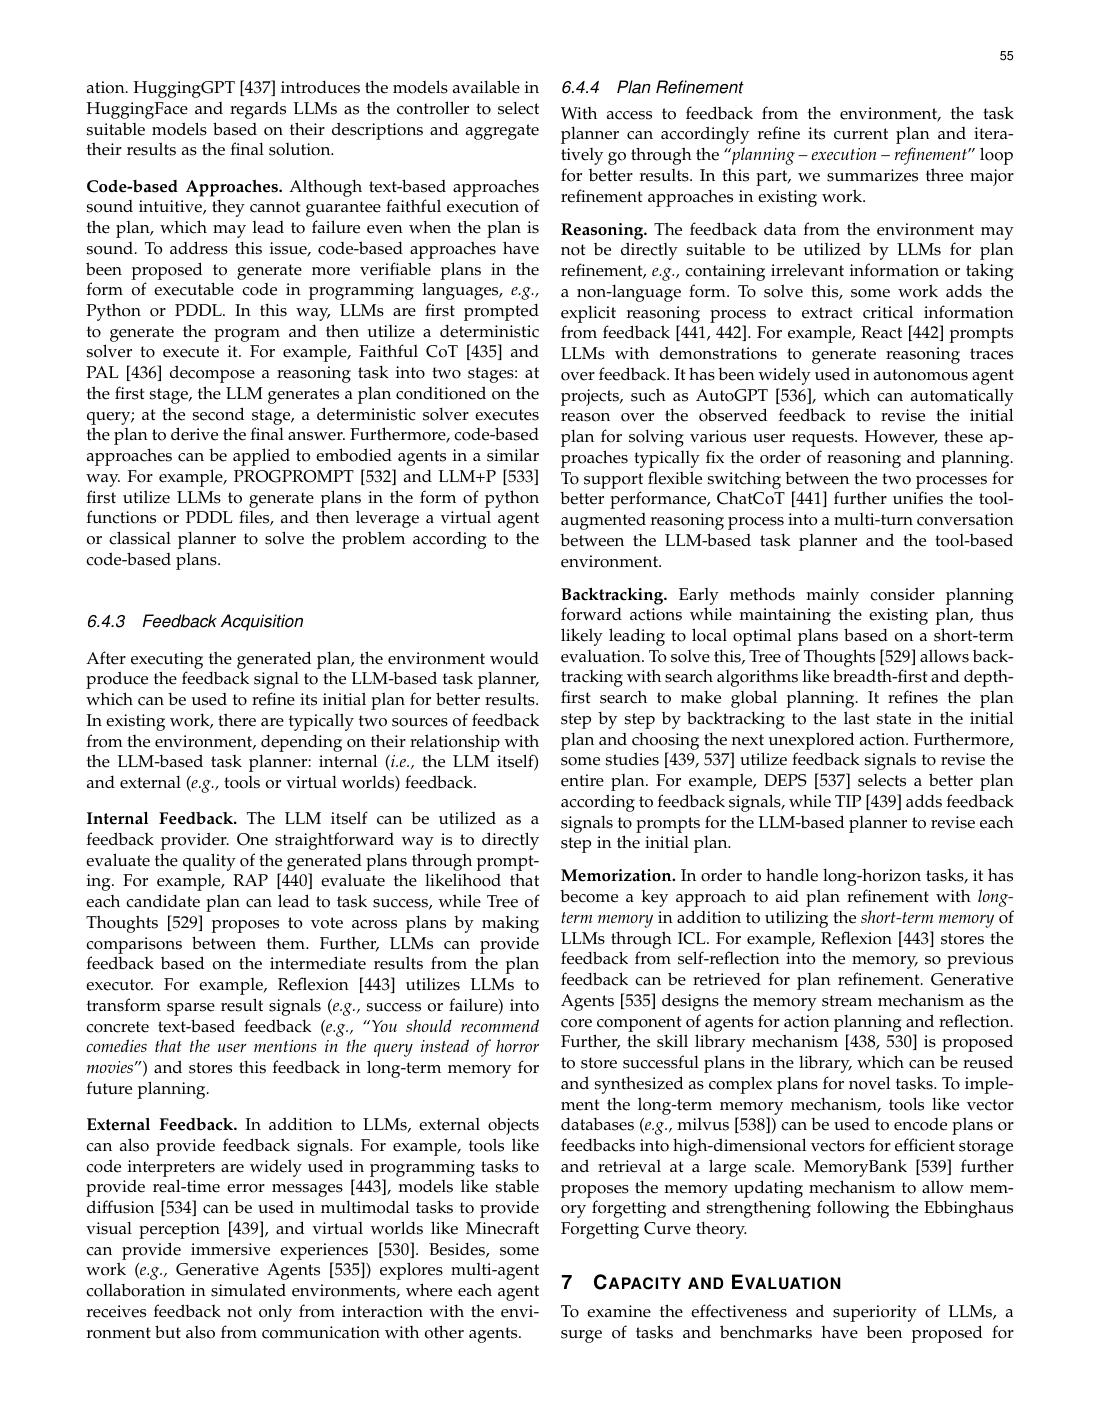 55
ation. HuggingGPT [437] introduces the models available in
HuggingFace and regards LLMs as the controller to select
suitable models based on their descriptions and aggregate
their results as the final solution.
Code-based Approaches. Although text-based approaches
sound intuitive, they cannot guarantee faithful execution of
the plan, which may lead to failure even when the plan is
sound. To address this issue, code-based approaches have
been proposed to generate more verifiable plans in the
form of executable code in programming languages, e.g.,
Python or PDDL. In this way, LLMs are first prompted
to generate the program and then utilize a deterministic
solver to execute it. For example, Faithful CoT [435] and
PAL [436] decompose a reasoning task into two stages: at
the first stage, the LLM generates a plan conditioned on the
query; at the second stage, a deterministic solver executes
the plan to derive the final answer. Furthermore, code-based
approaches can be applied to embodied agents in a similar
way. For example, PROGPROMPT [532] and LLM+P [533]
first utilize LLMs to generate plans in the form of python
functions or PDDL files, and then leverage a virtual agent
or classical planner to solve the problem according to the
code-based plans.
6.4.3 Feedback Acquisition
After executing the generated plan, the environment would
produce the feedback signal to the LLM-based task planner,
which can be used to refine its initial plan for better results.
In existing work, there are typically two sources of feedback
from the environment, depending on their relationship with
the LLM-based task planner: internal (i.e., the LLM itself)
and external (e.g., tools or virtual worlds) feedback.
Internal Feedback. The LLM itself can be utilized as a
feedback provider. One straightforward way is to directly
evaluate the quality of the generated plans through prompt-
ing. For example, RAP [440] evaluate the likelihood that
each candidate plan can lead to task success, while Tree of
Thoughts [529] proposes to vote across plans by making
comparisons between them. Further, LLMs can provide
feedback based on the intermediate results from the plan
executor. For example, Reflexion [443] utilizes LLMs to
transform sparse result signals (e.g., success or failure) into
concrete text-based feedback (e.g., “You should recommend
comedies that the user mentions in the query instead of horror
movies”) and stores this feedback in long-term memory for
future planning.
External Feedback. In addition to LLMs, external objects
can also provide feedback signals. For example, tools like
code interpreters are widely used in programming tasks to
provide real-time error messages [443], models like stable
diffusion [534] can be used in multimodal tasks to provide
visual perception [439], and virtual worlds like Minecraft
can provide immersive experiences [530]. Besides, some
work (e.g., Generative Agents [535]) explores multi-agent
collaboration in simulated environments, where each agent
receives feedback not only from interaction with the envi-
ronment but also from communication with other agents.
6.4.4 Plan Refinement
With access to feedback from the environment, the task
planner can accordingly refine its current plan and itera-
tively go through the “planning – execution – refinement” loop
for better results. In this part, we summarizes three major
refinement approaches in existing work.
Reasoning. The feedback data from the environment may
not be directly suitable to be utilized by LLMs for plan
refinement, e.g., containing irrelevant information or taking
a non-language form. To solve this, some work adds the
explicit reasoning process to extract critical information
from feedback [441, 442]. For example, React [442] prompts
LLMs with demonstrations to generate reasoning traces
over feedback. It has been widely used in autonomous agent
projects, such as AutoGPT [536], which can automatically
reason over the observed feedback to revise the initial
plan for solving various user requests. However, these ap-
proaches typically fix the order of reasoning and planning.
To support flexible switching between the two processes for
better performance, ChatCoT [441] further unifies the tool-
augmented reasoning process into a multi-turn conversation
between the LLM-based task planner and the tool-based
environment.
Backtracking. Early methods mainly consider planning
forward actions while maintaining the existing plan, thus
likely leading to local optimal plans based on a short-term
evaluation. To solve this, Tree of Thoughts [529] allows back-
tracking with search algorithms like breadth-first and depth-
first search to make global planning. It refines the plan
step by step by backtracking to the last state in the initial
plan and choosing the next unexplored action. Furthermore,
some studies [439, 537] utilize feedback signals to revise the
entire plan. For example, DEPS [537] selects a better plan
according to feedback signals, while TIP [439] adds feedback
signals to prompts for the LLM-based planner to revise each
step in the initial plan.
Memorization. In order to handle long-horizon tasks, it has
become a key approach to aid plan refinement with long-
term memory in addition to utilizing the short-term memory of
LLMs through ICL. For example, Reflexion [443] stores the
feedback from self-reflection into the memory, so previous
feedback can be retrieved for plan refinement. Generative
Agents [535] designs the memory stream mechanism as the
core component of agents for action planning and reflection.
Further, the skill library mechanism [438, 530] is proposed
to store successful plans in the library, which can be reused
and synthesized as complex plans for novel tasks. To imple-
ment the long-term memory mechanism, tools like vector
databases (e.g., milvus [538]) can be used to encode plans or
feedbacks into high-dimensional vectors for efficient storage
and retrieval at a large scale. MemoryBank [539] further
proposes the memory updating mechanism to allow mem-
ory forgetting and strengthening following the Ebbinghaus
Forgetting Curve theory.
7 CAPACITY AND EVALUATION
To examine the effectiveness and superiority of LLMs, a
surge of tasks and benchmarks have been proposed for